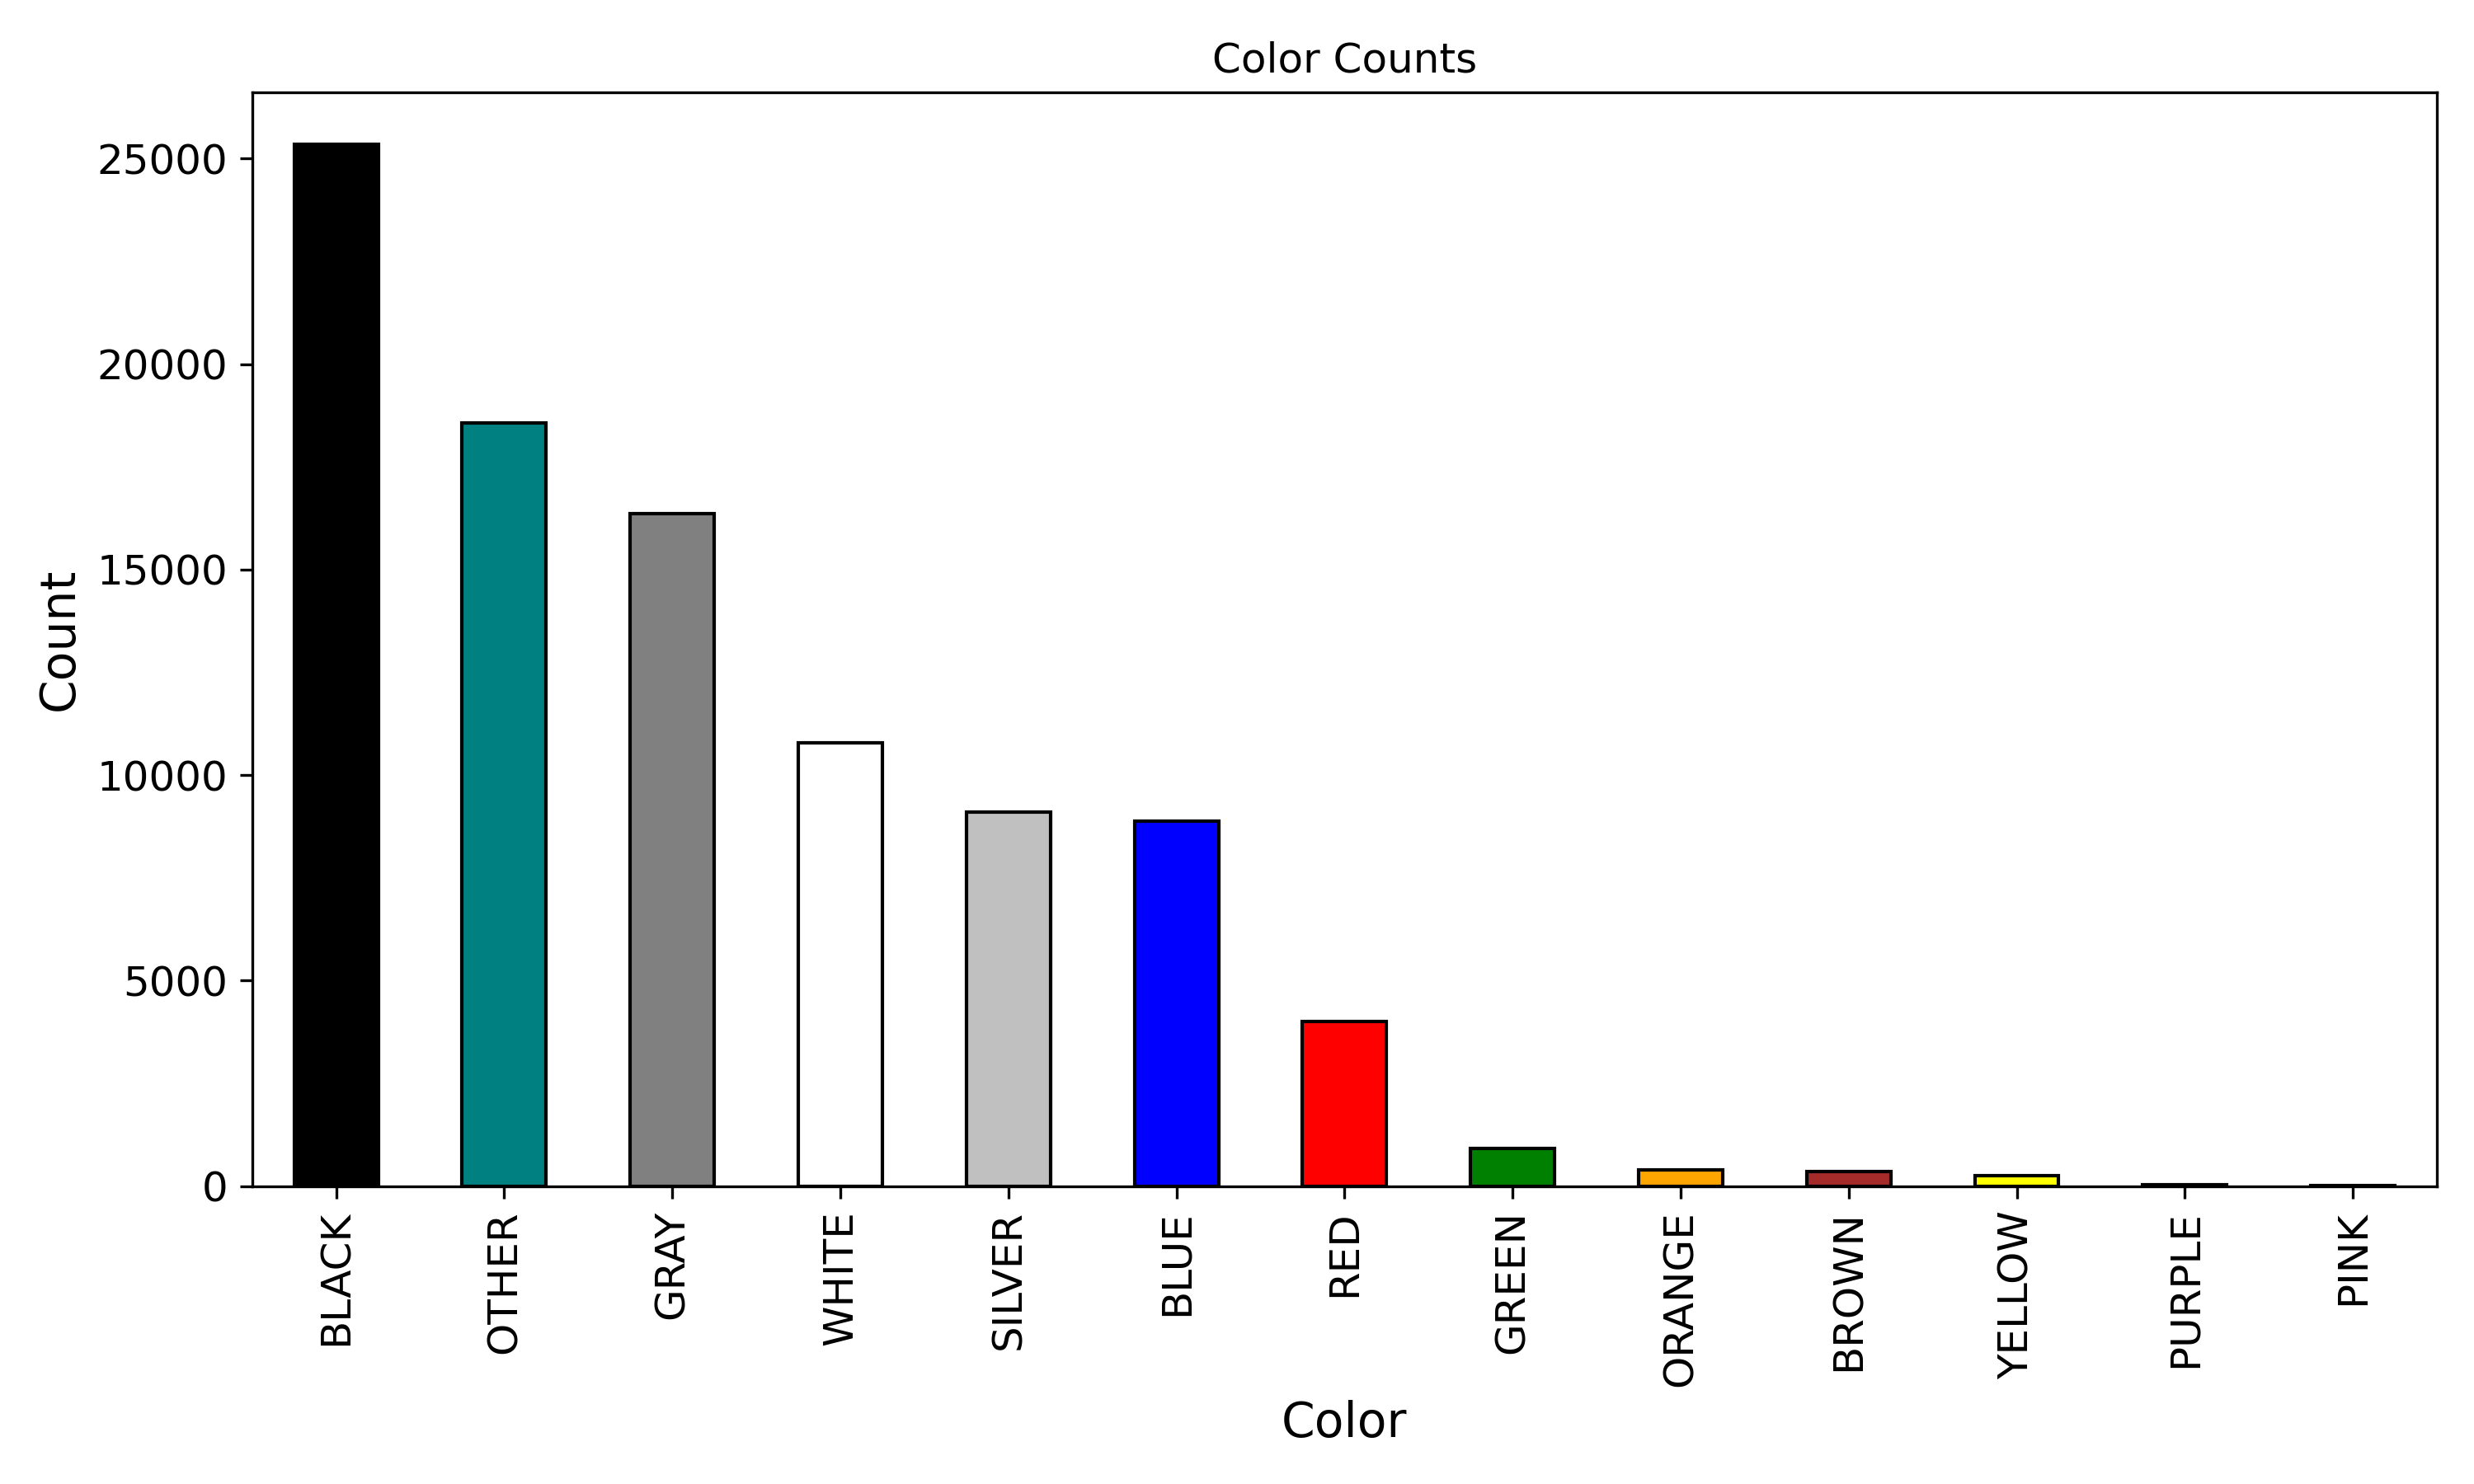 Color Counts
Count
25000
20000
15000
10000
5000
0
BLACK
OTHER
GRAY
WHITE
SILVER
BLUE
RED
GREEN
ORANGE
BROWN
YELLOW
PURPLE
PINK
Color